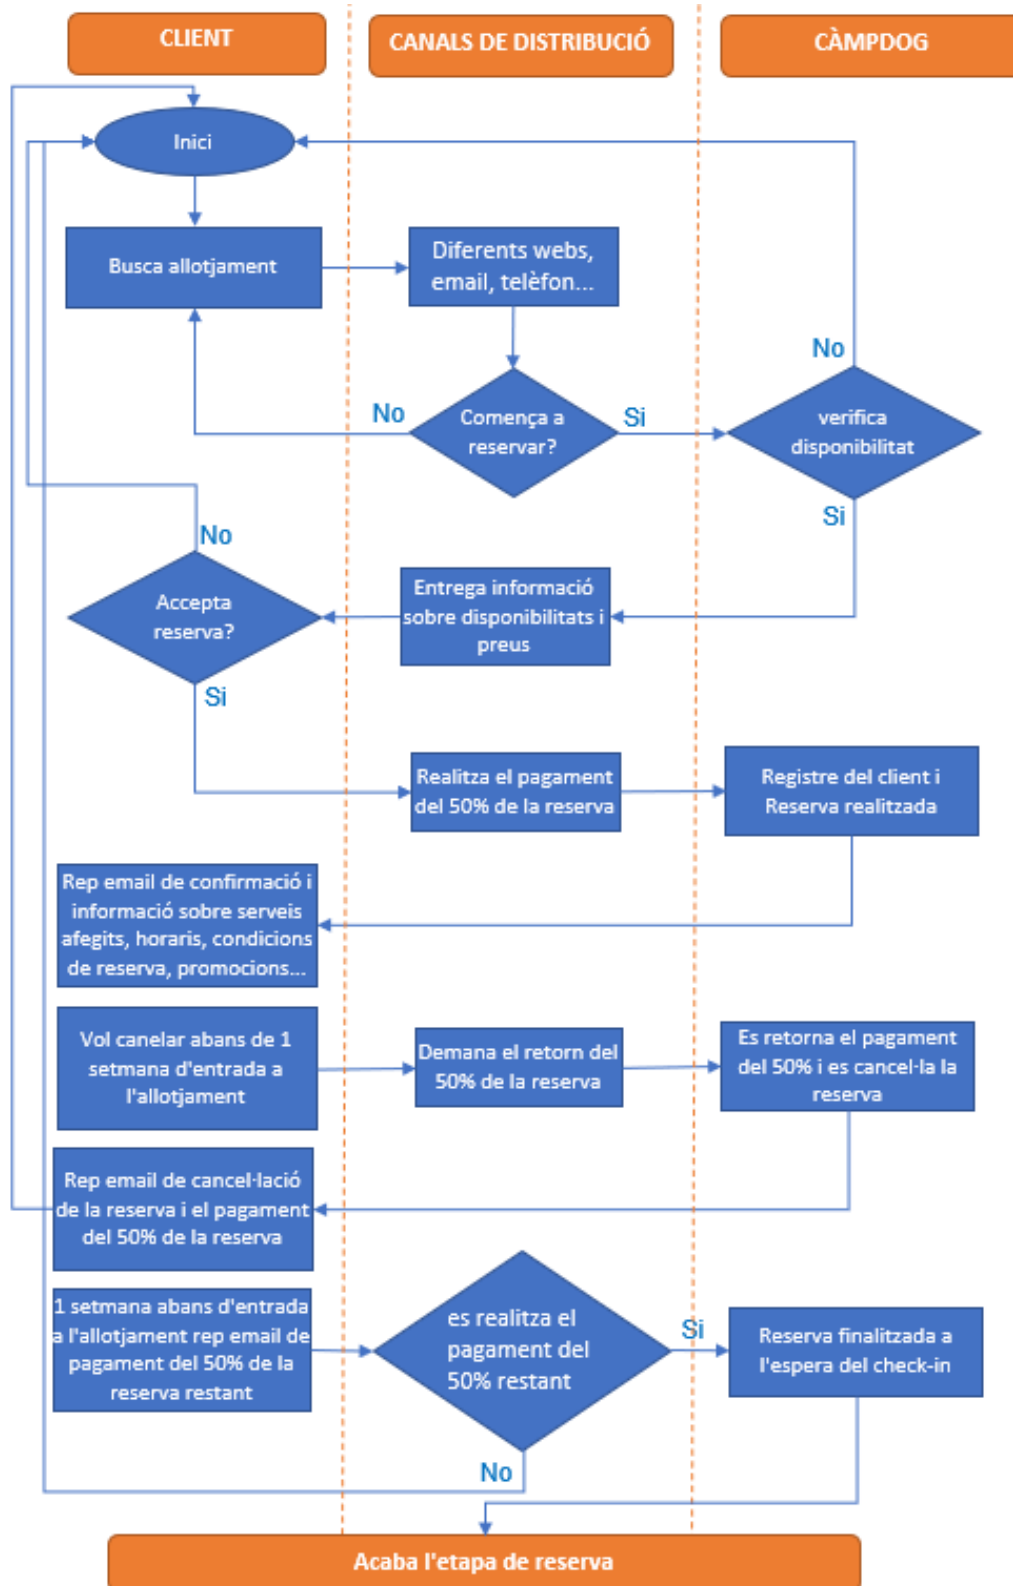 CLIENT
CANALS DE DISTRIBUCIÓ
CÀMPDOG
Inici
Busca allotjament
Diferents webs,
email, telèfon...
No
Comença a
reservar?
Si
No
verifica
disponibilitat
Si
No
Accepta
reserva?
Si
Entrega informació
sobre disponibilitats i
preus
Realitza el pagament
del 50% de la reserva
Registre del client i
Reserva realitzada
Rep email de confirmació i
informació sobre serveis
afegits, horaris, condicions
de reserva, promocions...
Vol canelar abans de 1
setmana d'entrada a
l'allotjament
Demana el retorn del
50% de la reserva
Es retorna el pagament
del 50% i es cancel·la la
reserva
Rep email de cancel·lació
de la reserva i el pagament
del 50% de la reserva
1 setmana abans d'entrada
a l'allotjament rep email de
pagament del 50% de la
reserva restant
es realitza el
pagament del
50% restant
Si
No
Reserva finalitzada a
l'espera del check-in
Acaba l'etapa de reserva